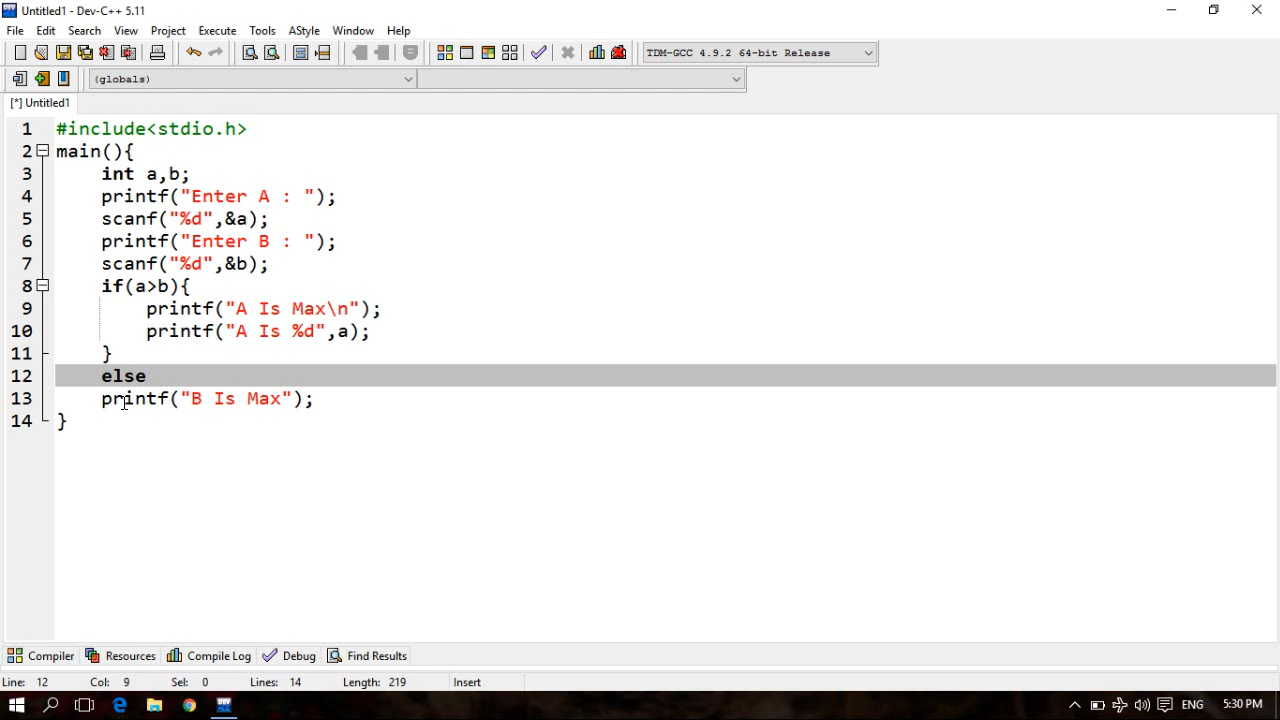 Untitled1 - Dev-C++ 5.11
File Edit Search View Project Execute Tools AStyle Window Help
TDM-GCC 4.9.2 64-bit Release
(globals)
[*] Untitled1
1 #include<stdio.h>
2 main(){
3 int a,b;
4 printf("Enter A : ");
5 scanf("%d",&a);
6 printf("Enter B : ");
7 scanf("%d",&b);
8 if(a>b){
9 printf("A Is Max\n");
10 printf("A Is %d",a);
11 }
12 else
13 printf("B Is Max");
14 }
Compiler Resources Compile Log Debug Find Results
Line: 12 Col: 9 Sel: 0 Lines: 14 Length: 219 Insert
DEV ENG 5:30 PM